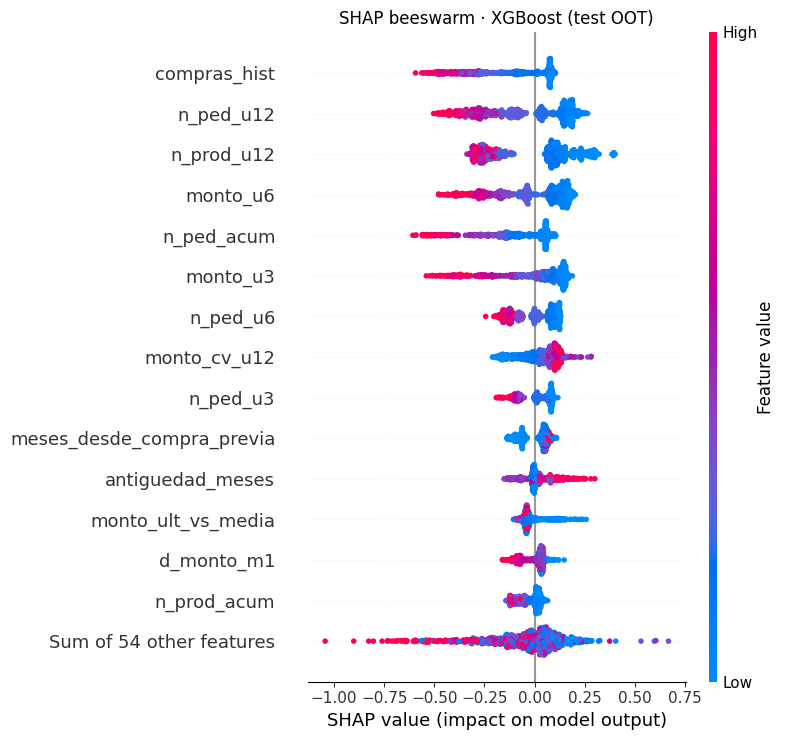 SHAP beeswarm · XGBoost (test OOT)
High
compras_hist
n_ped_u12
n_prod_u12
monto_u6
n_ped_acum
monto_u3
n_ped_u6
monto_cv_u12
n_ped_u3
meses_desde_compra_previa
antiguedad_meses
monto_ult_vs_media
d_monto_m1
n_prod_acum
Sum of 54 other features
Feature value
Low
−1.00 −0.75 −0.50 −0.25 0.00 0.25 0.50 0.75
SHAP value (impact on model output)